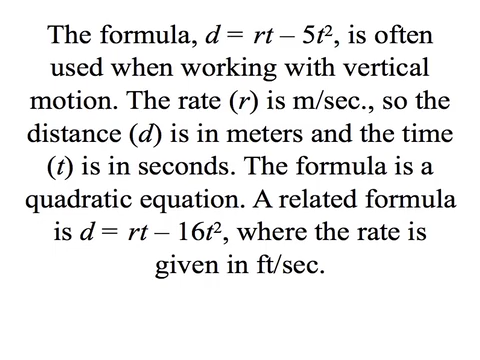 The formula, d = rt – 5t², is often
used when working with vertical
motion. The rate (r) is m/sec., so the
distance (d) is in meters and the time
(t) is in seconds. The formula is a
quadratic equation. A related formula
is d = rt – 16t², where the rate is
given in ft/sec.